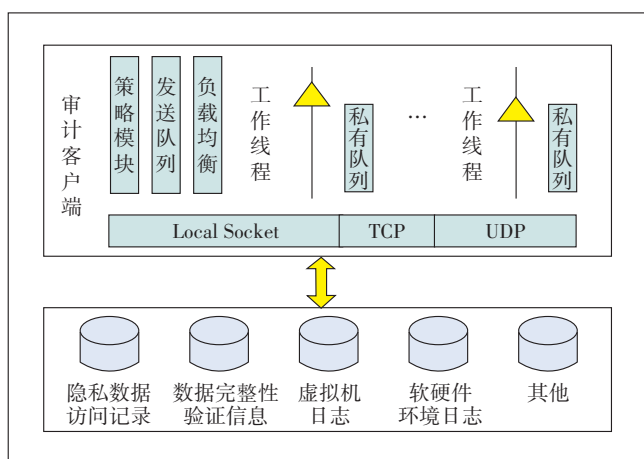 审计客户端
策略模块
发送队列
负载均衡
工作线程
私有队列
…
工作线程
私有队列
Local Socket
TCP
UDP
隐私数据
访问记录
数据完整性
验证信息
虚拟机
日志
软硬件
环境日志
其他